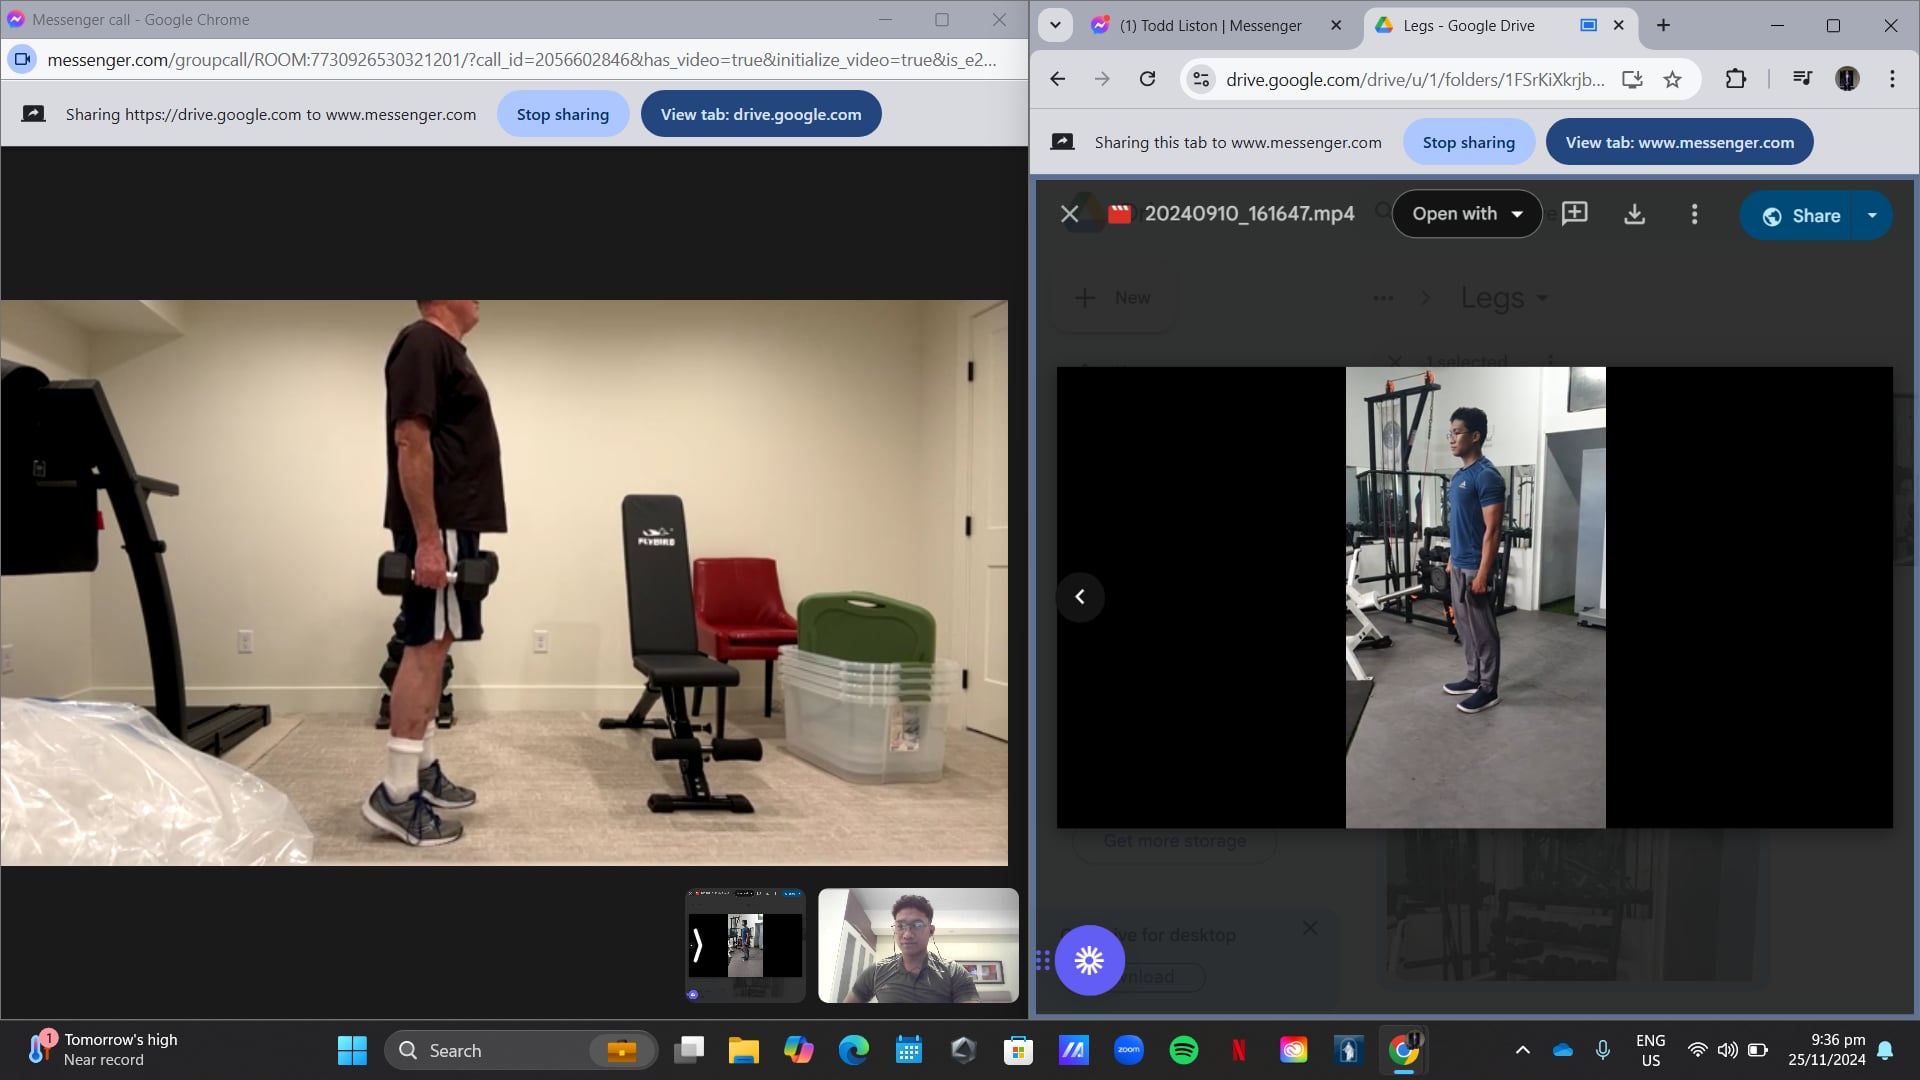 Messenger call - Google Chrome
messenger.com/groupcall/ROOM:7730926530321201/?call_id=2056602846&has_video=true&initialize_video=true&is_e2...
Sharing https://drive.google.com to www.messenger.com
Stop sharing
View tab: drive.google.com
FLYBIRD
(1) Todd Liston | Messenger
Legs - Google Drive
drive.google.com/drive/u/1/folders/1FSrKiXkrjb...
Sharing this tab to www.messenger.com
Stop sharing
View tab: www.messenger.com
20240910_161647.mp4
Open with
Share
New
Legs
1 selected
adidas
Get more storage
ive for desktop
nload
1
Tomorrow's high
Near record
Search
zoom
ENG
US
9:36 pm
25/11/2024